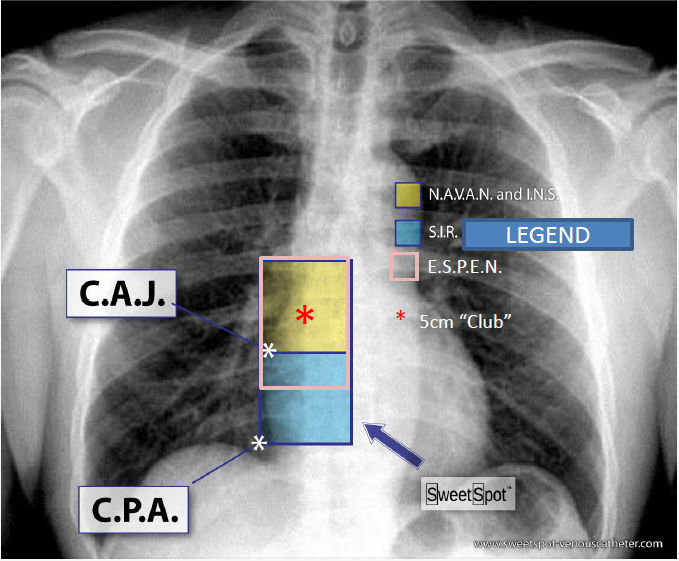 N.A.V.A.N. and I.N.S.
S.I.R.
LEGEND
E.S.P.E.N.
C.A.J.
*
* 5cm “Club”
*
*
C.P.A.
SweetSpot™
www.sweetspot-venouscatheter.com